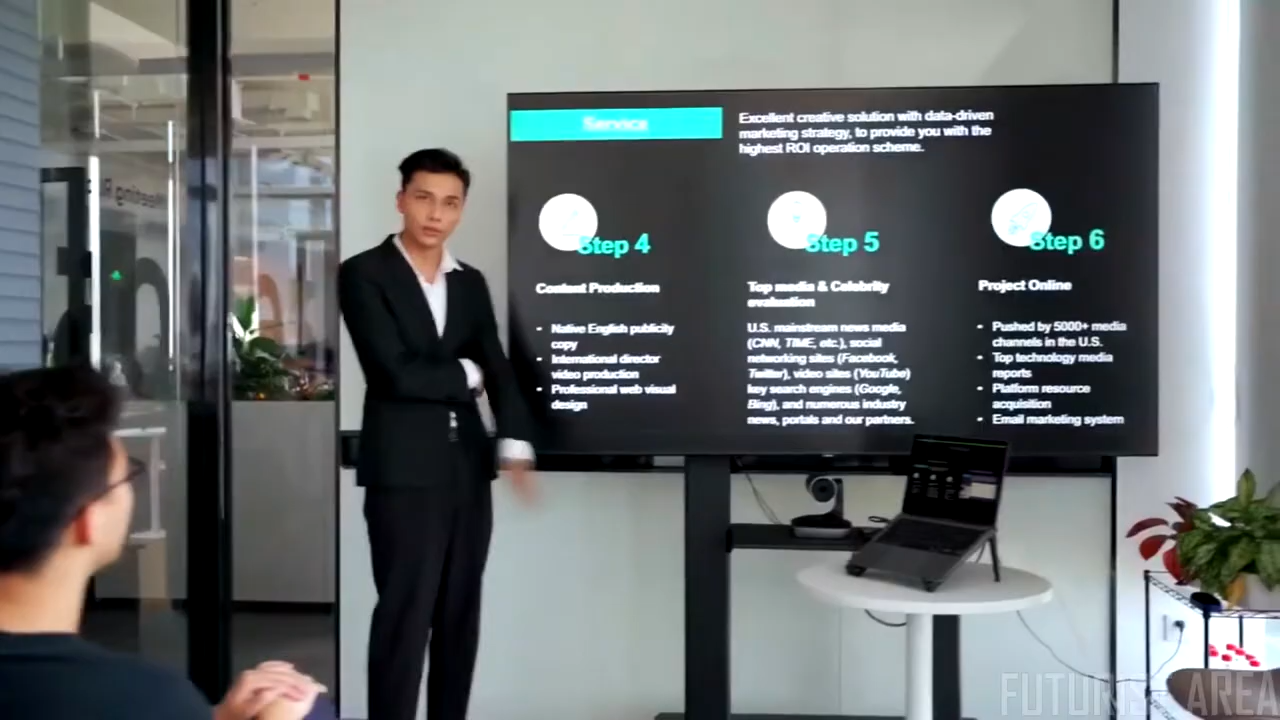 Service
Excellent creative solution with data-driven
marketing strategy, to provide you with the
highest ROI operation scheme.
Step 4
Content Production
• Native English publicity
copy
• International director
video production
• Professional web visual
design
Step 5
Top media & Celebrity
evaluation
U.S. mainstream news media
(CNN, TIME, etc.), social
networking sites (Facebook,
Twitter), video sites (YouTube)
key search engines (Google,
Bing), and numerous industry
news, portals and our partners.
Step 6
Project Online
• Pushed by 5000+ media
channels in the U.S.
• Top technology media
reports
• Platform resource
acquisition
• Email marketing system
Meeting
AREA